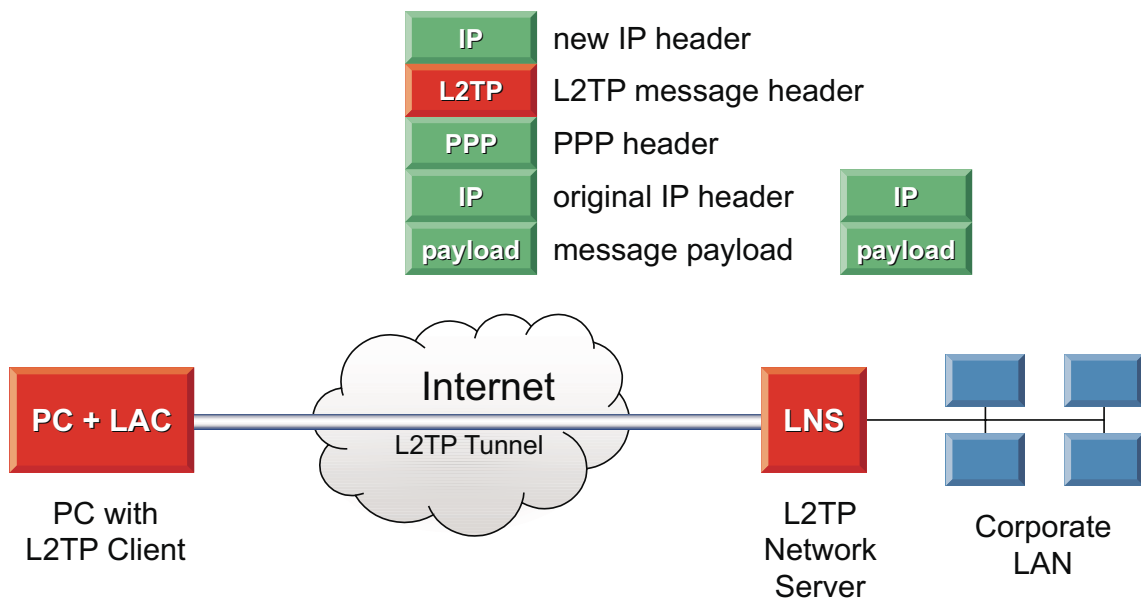 IP new IP header
L2TP L2TP message header
PPP PPP header
IP original IP header IP
payload message payload payload
Internet
PC + LAC LNS
L2TP Tunnel
PC with
L2TP Client
L2TP
Network
Server
Corporate
LAN